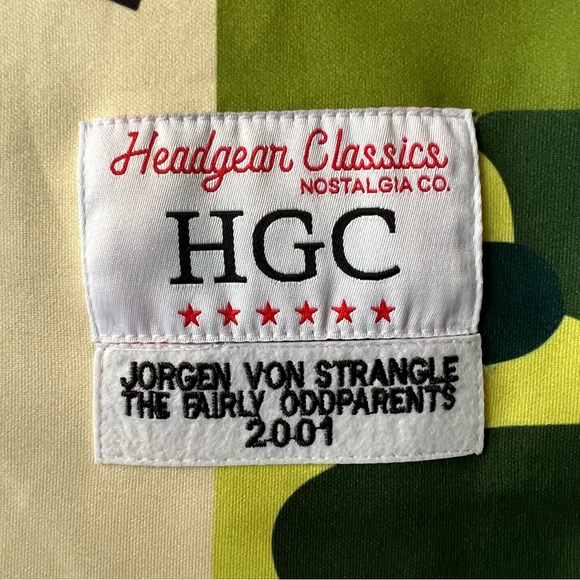 Headgear Classics
NOSTALGIA CO.
HGC
JORGEN VON STRANGLE
THE FAIRLY ODDPARENTS
2001